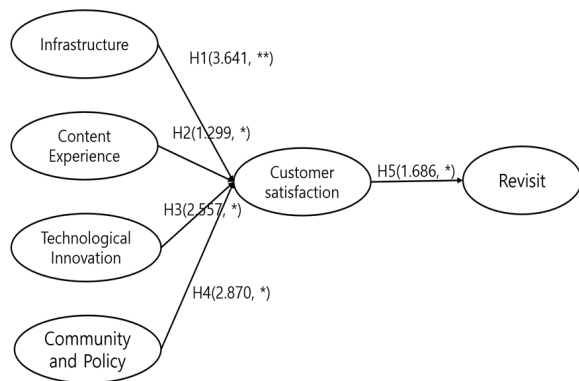 Infrastructure
H1(3.641, **)
Content
Experience
H2(1.299, *)
Customer
satisfaction
H5(1.686, *)
Revisit
H3(2.557, *)
Technological
Innovation
H4(2.870, *)
Community
and Policy